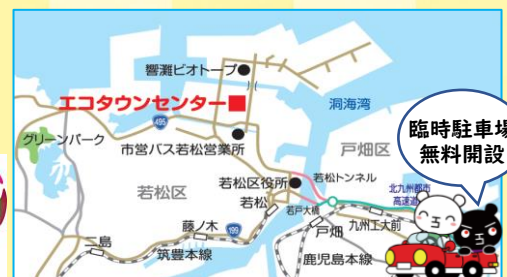 響灘ビオトープ
エコタウンセンター
洞海湾
495
グリーンパーク
市営バス若松営業所
戸畑区
臨時駐車場
無料開設
若松区
若松区役所
若松トンネル
北九州都市
高速道
若松
若戸大橋
藤ノ木
199
戸畑
九州工大前
二島
筑豊本線
鹿児島本線